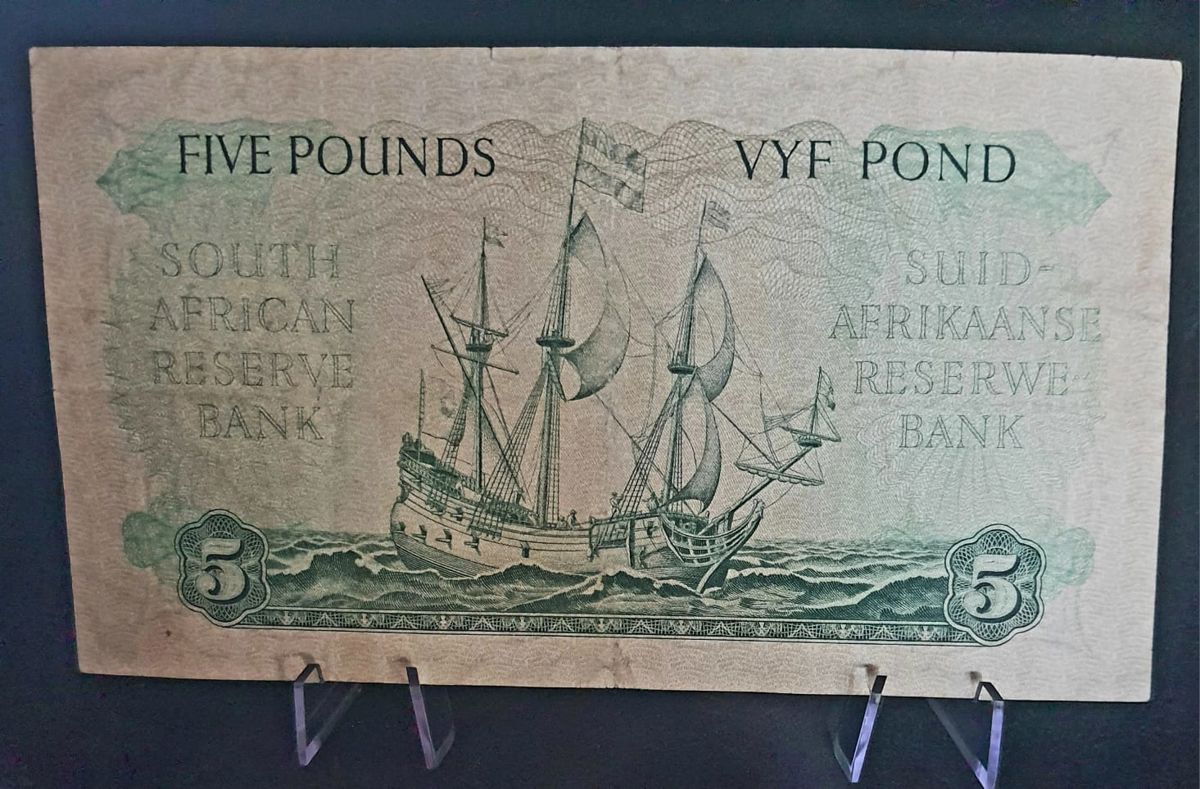 FIVE POUNDS
VYF POND
SOUTH
AFRICAN
RESERVE
BANK
SUID-
AFRIKAANSE
RESERWE-
BANK
5
5